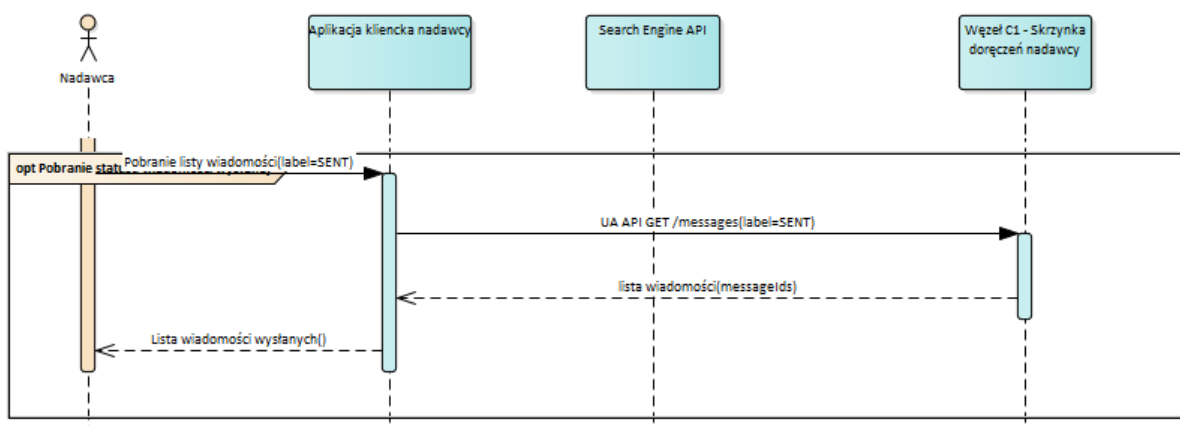 Nadawca
Aplikacja kliencka nadawcy
Search Engine API
Węzeł C1 - Skrzynka
doręczeń nadawcy
opt Pobranie
Pobranie listy wiadomości(label=SENT)
UA API GET /messages(label=SENT)
lista wiadomości(messageIds)
Lista wiadomości wysłanych()